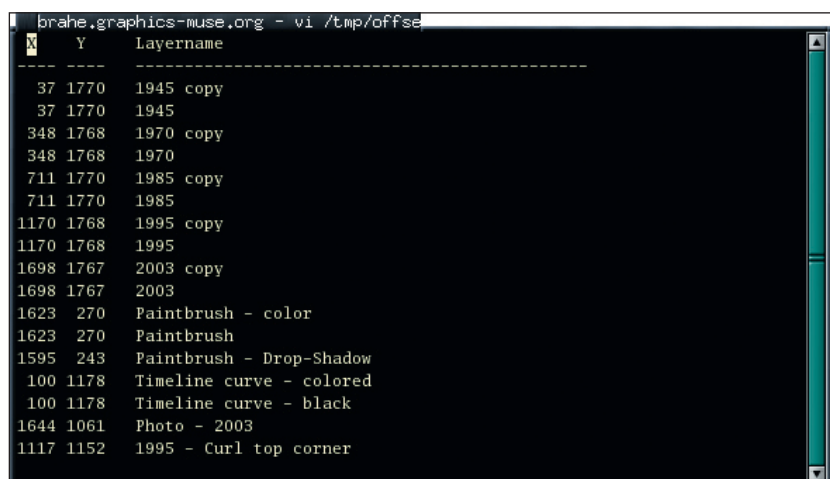 brahe.graphics-muse.org - vi /tmp/offse
X Y Layername
---- ---- ----------------------------------------------
37 1770 1945 copy
37 1770 1945
348 1768 1970 copy
348 1768 1970
711 1770 1985 copy
711 1770 1985
1170 1768 1995 copy
1170 1768 1995
1698 1767 2003 copy
1698 1767 2003
1623 270 Paintbrush - color
1623 270 Paintbrush
1595 243 Paintbrush - Drop-Shadow
100 1178 Timeline curve - colored
100 1178 Timeline curve - black
1644 1061 Photo - 2003
1117 1152 1995 - Curl top corner